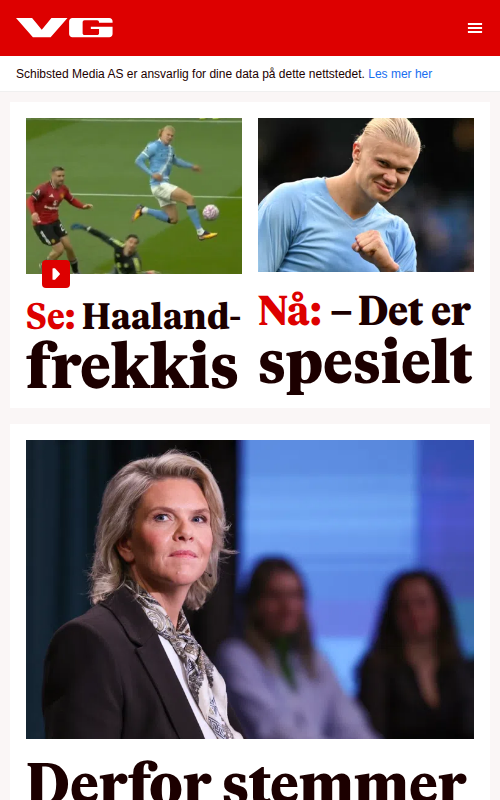 VG
Schibsted Media AS er ansvarlig for dine data på dette nettstedet. Les mer her
Se: Haaland-
frekkis
Nå: – Det er
spesielt
Derfor stemmer